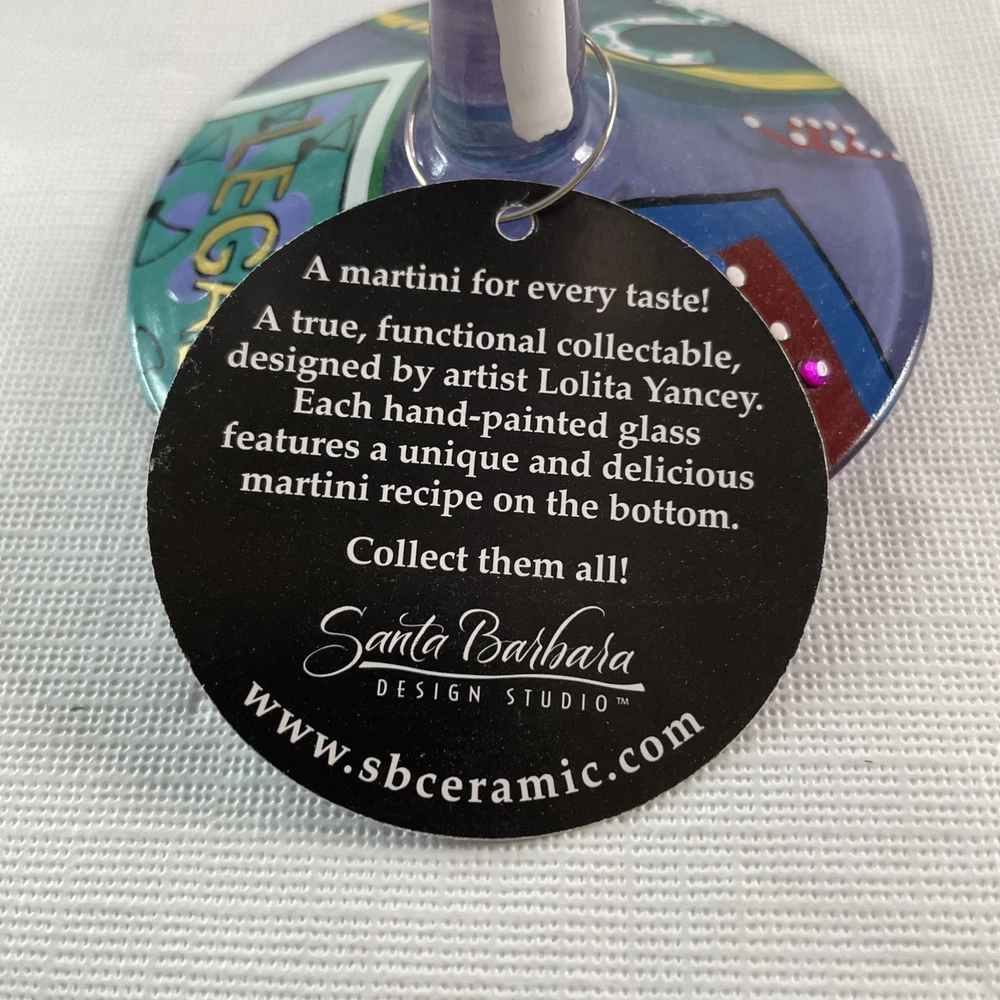 A martini for every taste!
A true, functional collectable,
designed by artist Lolita Yancey.
Each hand-painted glass
features a unique and delicious
martini recipe on the bottom.
Collect them all!
Santa Barbara
DESIGN STUDIO™
www.sbceramic.com